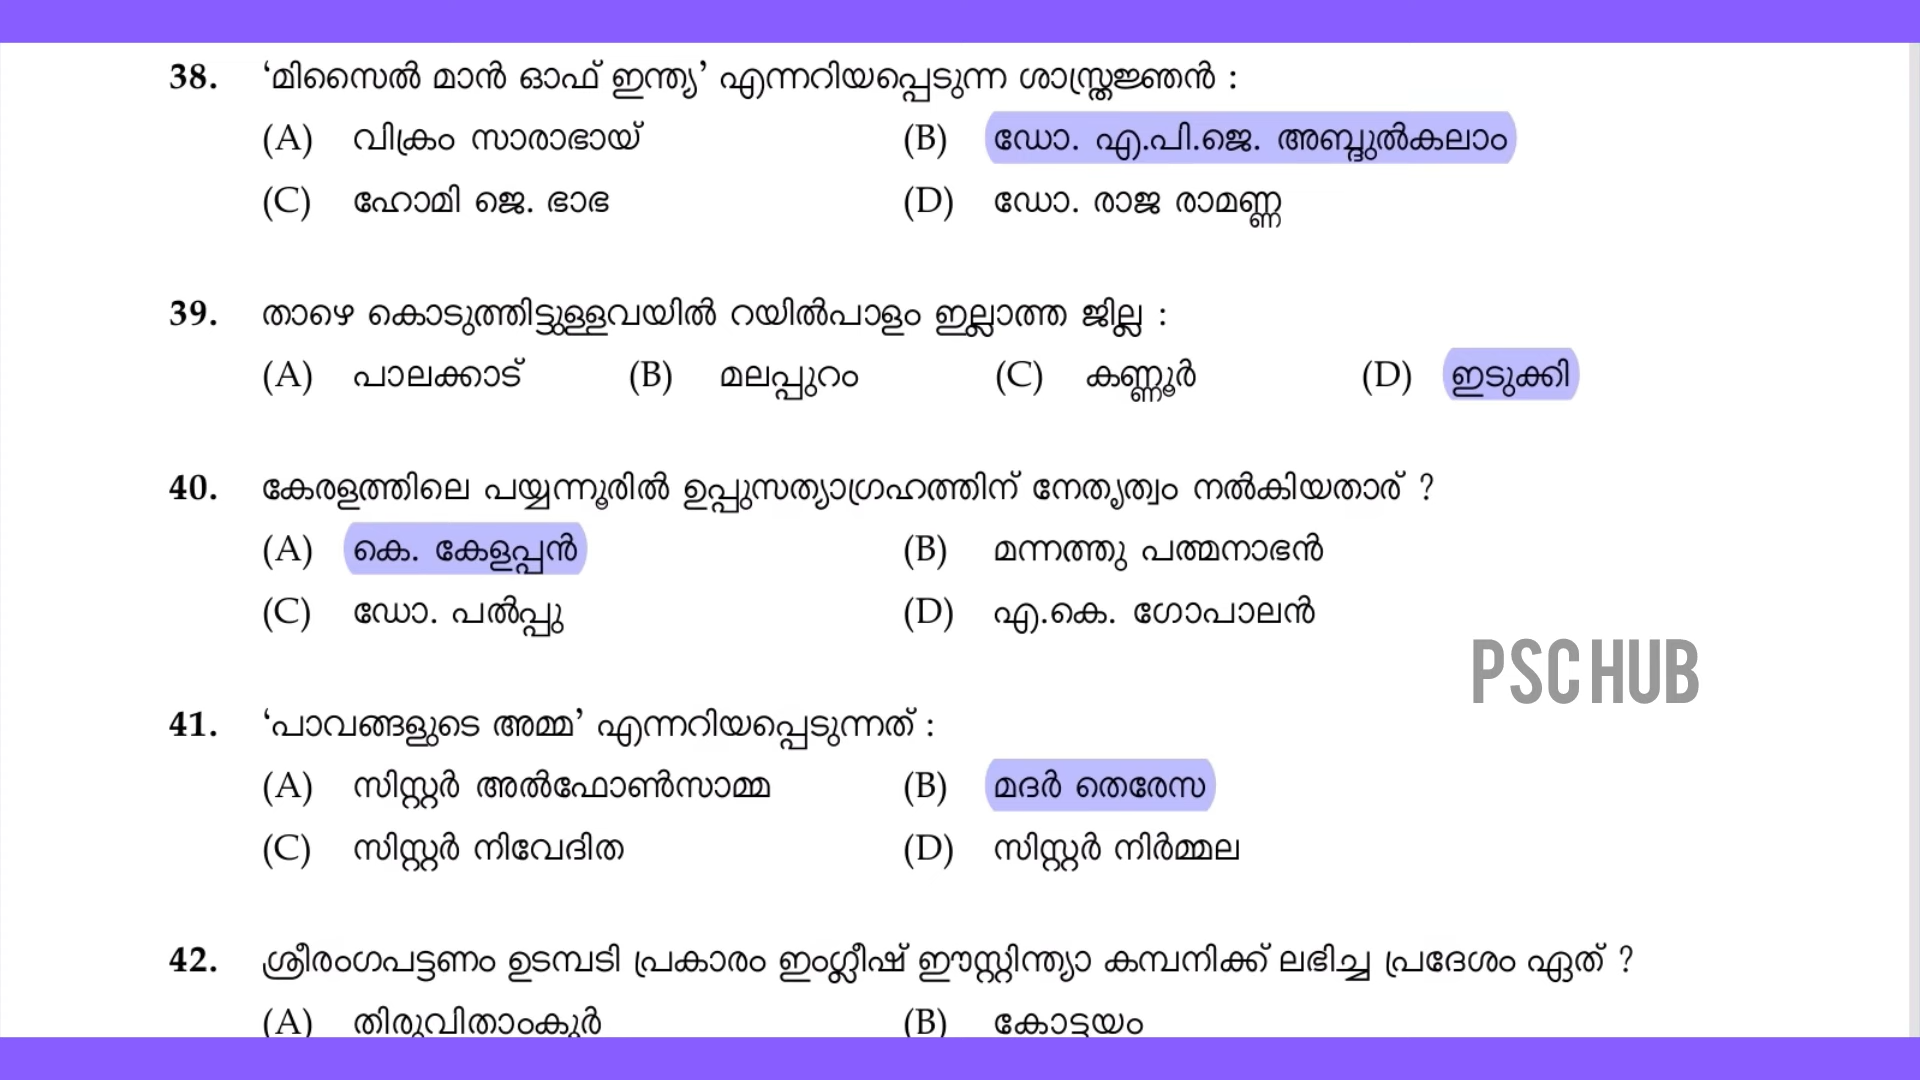 38. ‘മിസൈൽ മാൻ ഓഫ് ഇന്ത്യ’ എന്നറിയപ്പെടുന്ന ശാസ്ത്രജ്ഞൻ :
(A) വിക്രം സാരാഭായ് (B) ഡോ. എ.പി.ജെ. അബ്ദുൽകലാം
(C) ഹോമി ജെ. ഭാഭ (D) ഡോ. രാജ രാമണ്ണ
39. താഴെ കൊടുത്തിട്ടുള്ളവയിൽ റയിൽപാളം ഇല്ലാത്ത ജില്ല :
(A) പാലക്കാട് (B) മലപ്പുറം (C) കണ്ണൂർ (D) ഇടുക്കി
40. കേരളത്തിലെ പയ്യന്നൂരിൽ ഉപ്പുസത്യാഗ്രഹത്തിന് നേതൃത്വം നൽകിയതാര് ?
(A) കെ. കേളപ്പൻ (B) മന്നത്തു പത്മനാഭൻ
(C) ഡോ. പൽപ്പു (D) എ.കെ. ഗോപാലൻ
PSC HUB
41. ‘പാവങ്ങളുടെ അമ്മ’ എന്നറിയപ്പെടുന്നത് :
(A) സിസ്റ്റർ അൽഫോൺസാമ്മ (B) മദർ തെരേസ
(C) സിസ്റ്റർ നിവേദിത (D) സിസ്റ്റർ നിർമ്മല
42. ശ്രീരംഗപട്ടണം ഉടമ്പടി പ്രകാരം ഇംഗ്ലീഷ് ഈസ്റ്റിന്ത്യാ കമ്പനിക്ക് ലഭിച്ച പ്രദേശം ഏത് ?
(A) തിരുവിതാംകൂർ (B) കോട്ടയം